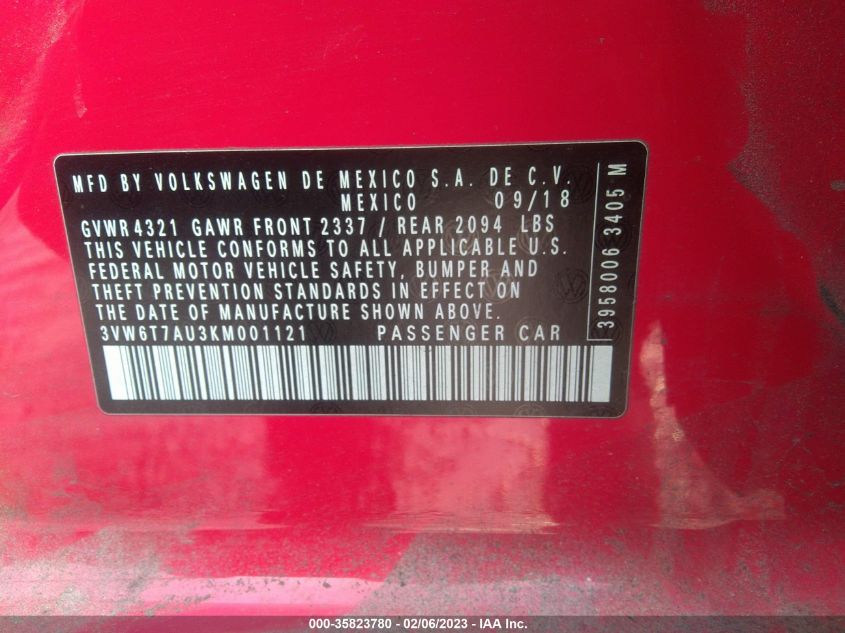 MFD BY VOLKSWAGEN DE MEXICO S.A. DE C.V.
MEXICO 09/18
GVWR 4321 GAWR FRONT 2337 / REAR 2094 LBS
THIS VEHICLE CONFORMS TO ALL APPLICABLE U.S.
FEDERAL MOTOR VEHICLE SAFETY, BUMPER AND
THEFT PREVENTION STANDARDS IN EFFECT ON
THE DATE OF MANUFACTURE SHOWN ABOVE.
3VW6T7AU3KM001121 PASSENGER CAR
3958006 3405 M
000-35823780 - 02/06/2023 - IAA Inc.